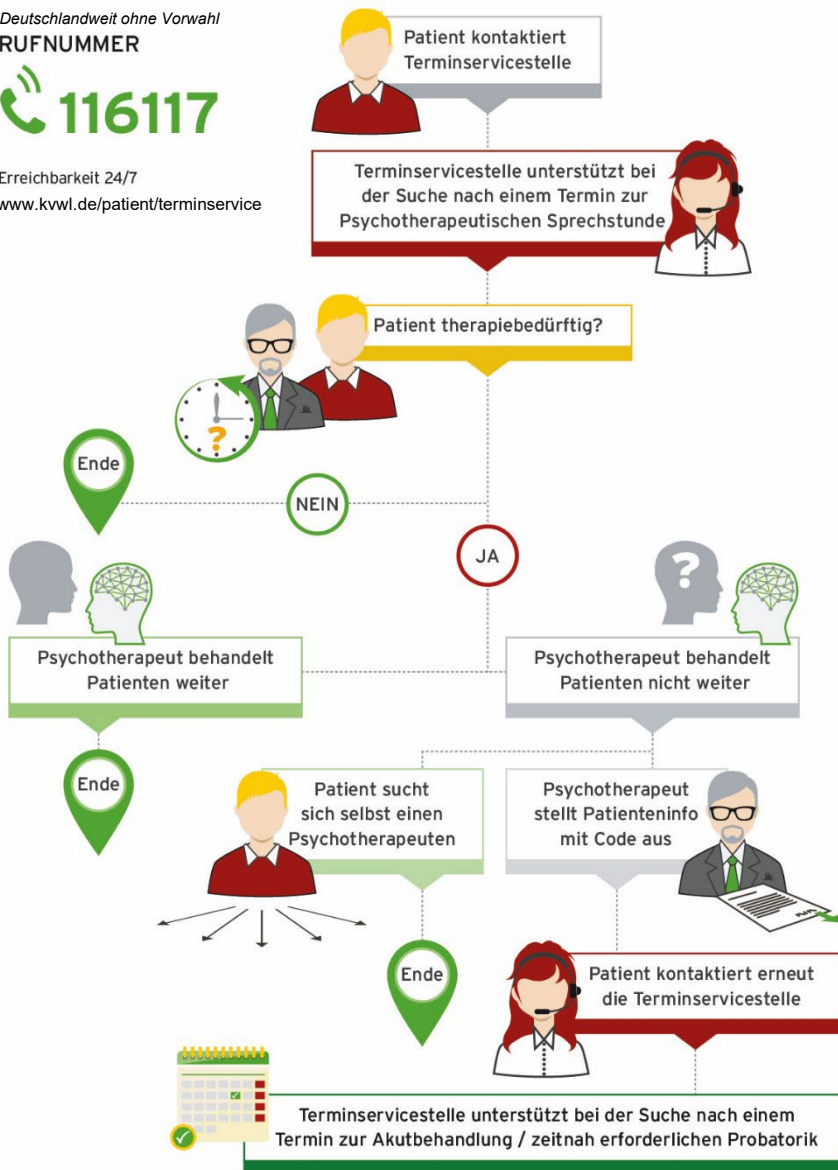 Deutschlandweit ohne Vorwahl
RUFNUMMER
116117
Erreichbarkeit 24/7
www.kvwl.de/patient/terminservice
Patient kontaktiert
Terminservicestelle
Terminservicestelle unterstützt bei
der Suche nach einem Termin zur
Psychotherapeutischen Sprechstunde
Patient therapiebedürftig?
?
Ende
NEIN
JA
?
Psychotherapeut behandelt
Patienten weiter
Psychotherapeut behandelt
Patienten nicht weiter
Ende
Patient sucht
sich selbst einen
Psychotherapeuten
Psychotherapeut
stellt Patienteninfo
mit Code aus
Ende
Patient kontaktiert erneut
die Terminservicestelle
Terminservicestelle unterstützt bei der Suche nach einem
Termin zur Akutbehandlung / zeitnah erforderlichen Probatorik